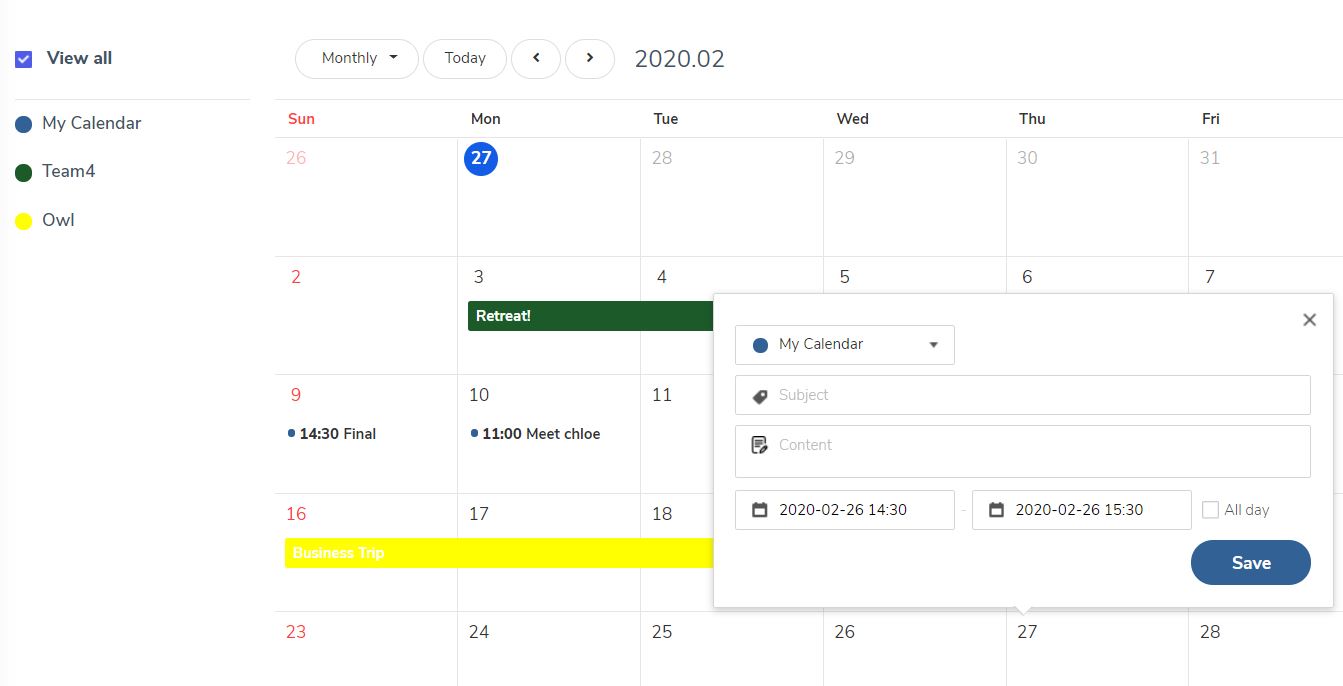 View all
Monthly Today 2020.02
My Calendar
Team4
Owl
Sun Mon Tue Wed Thu Fri
26 27 28 29 30 31
2 3 4 5 6 7
Retreat!
My Calendar
Subject
9 10 11
14:30 Final 11:00 Meet chloe
Content
2020-02-26 14:30 - 2020-02-26 15:30 All day
16 17 18
Business Trip
Save
23 24 25 26 27 28